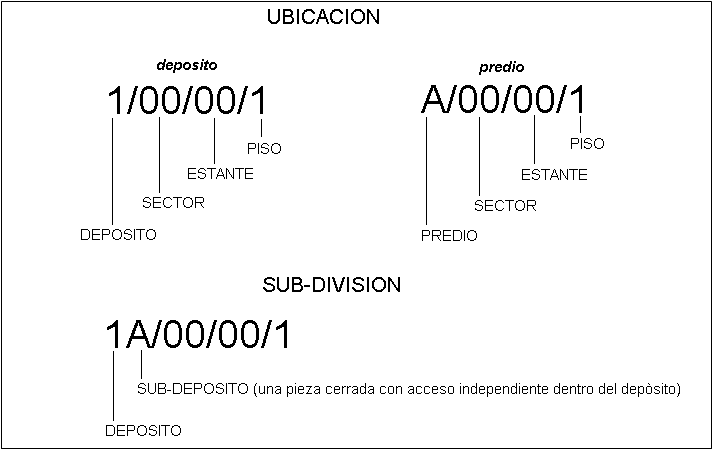 UBICACION
deposito
1/00/00/1
PISO
ESTANTE
SECTOR
DEPOSITO
predio
A/00/00/1
PISO
ESTANTE
SECTOR
PREDIO
SUB-DIVISION
1A/00/00/1
SUB-DEPOSITO (una pieza cerrada con acceso independiente dentro del depòsito)
DEPOSITO